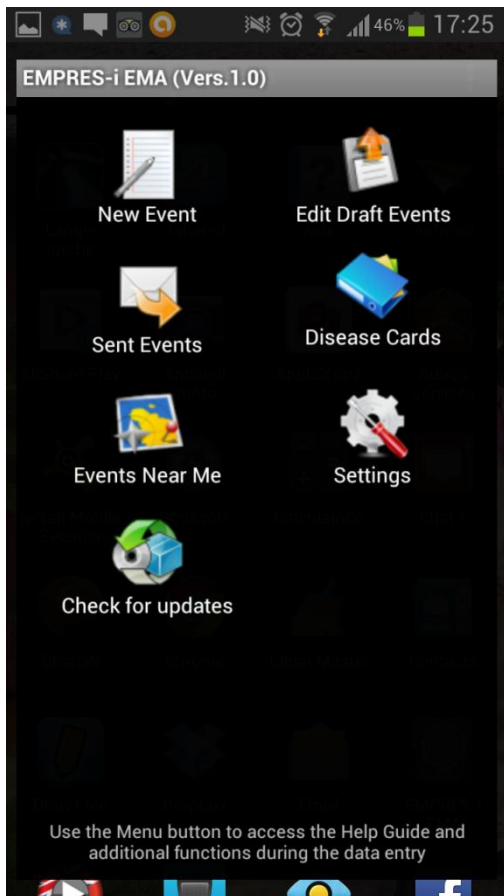 46% 17:25
EMPRES-i EMA (Vers.1.0)
New Event
Edit Draft Events
Sent Events
Disease Cards
Events Near Me
Settings
Check for updates
Use the Menu button to access the Help Guide and
additional functions during the data entry